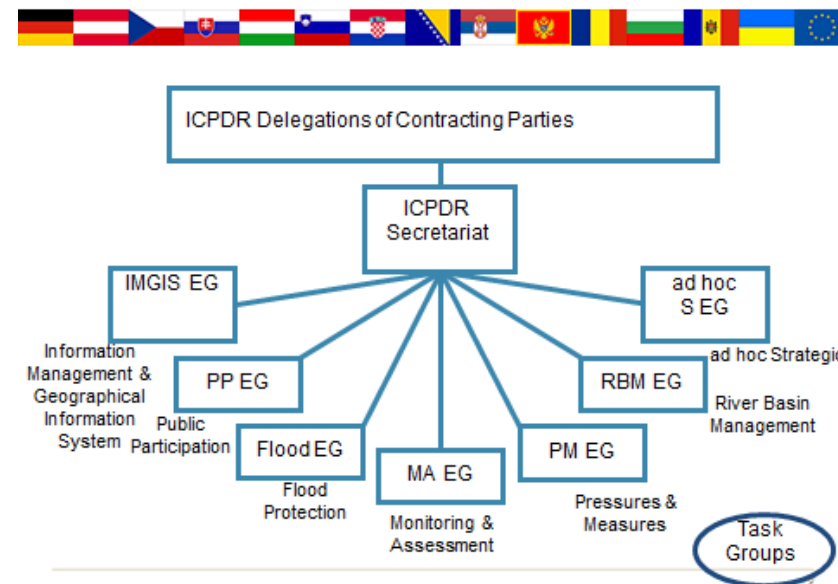 ICPDR Delegations of Contracting Parties
ICPDR
Secretariat
IMGIS EG
Information
Management &
Geographical
Information
System
PP EG
Public
Participation
Flood EG
Flood
Protection
MA EG
Monitoring &
Assessment
PM EG
Pressures &
Measures
RBM EG
River Basin
Management
ad hoc
S EG
ad hoc Strategic
Task
Groups